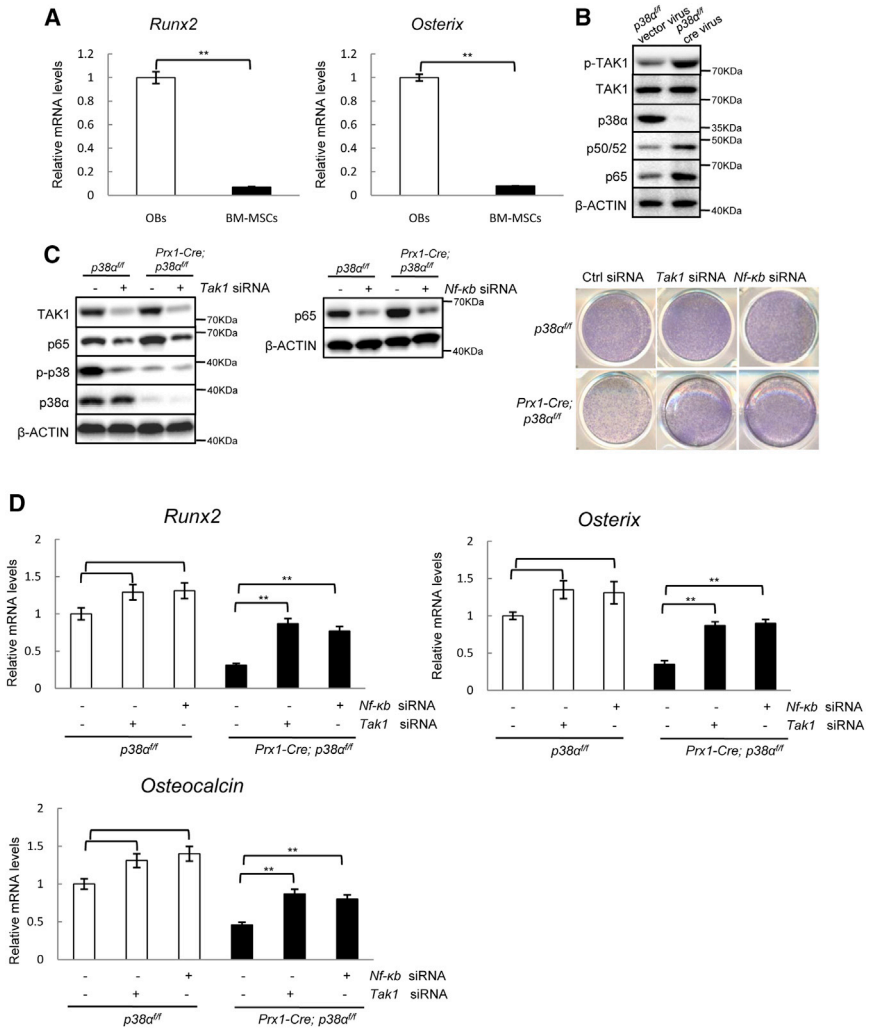 A
Runx2
Relative mRNA levels
1.2
1
0.8
0.6
0.4
0.2
0
**
OBs
BM-MSCs
Osterix
Relative mRNA levels
1.2
1
0.8
0.6
0.4
0.2
0
**
OBs
BM-MSCs
B
p38αf/f
vector virus
p38αf/f
cre virus
p-TAK1
70KDa
TAK1
70KDa
p38α
35KDa
p50/52
50KDa
p65
70KDa
β-ACTIN
40KDa
C
p38αf/f
Prx1-Cre;
p38αf/f
- + - + Tak1 siRNA
TAK1
70KDa
p65
70KDa
p-p38
40KDa
p38α
40KDa
β-ACTIN
40KDa
p38αf/f
Prx1-Cre;
p38αf/f
- + - + Nf-κb siRNA
p65
70KDa
β-ACTIN
40KDa
Ctrl siRNA Tak1 siRNA Nf-kb siRNA
p38αf/f
Prx1-Cre;
p38αf/f
D
Runx2
Relative mRNA levels
2
1.5
1
0.5
0
**
**
- - + - - + Nf-κb siRNA
- + - - + - Tak1 siRNA
p38αf/f
Prx1-Cre; p38αf/f
Osterix
Relative mRNA levels
2
1.5
1
0.5
0
**
**
- - + - - + Nf-κb siRNA
- + - - + - Tak1 siRNA
p38αf/f
Prx1-Cre; p38αf/f
Osteocalcin
Relative mRNA levels
2
1.5
1
0.5
0
**
**
- - + - - + Nf-κb siRNA
- + - - + - Tak1 siRNA
p38αf/f
Prx1-Cre; p38αf/f